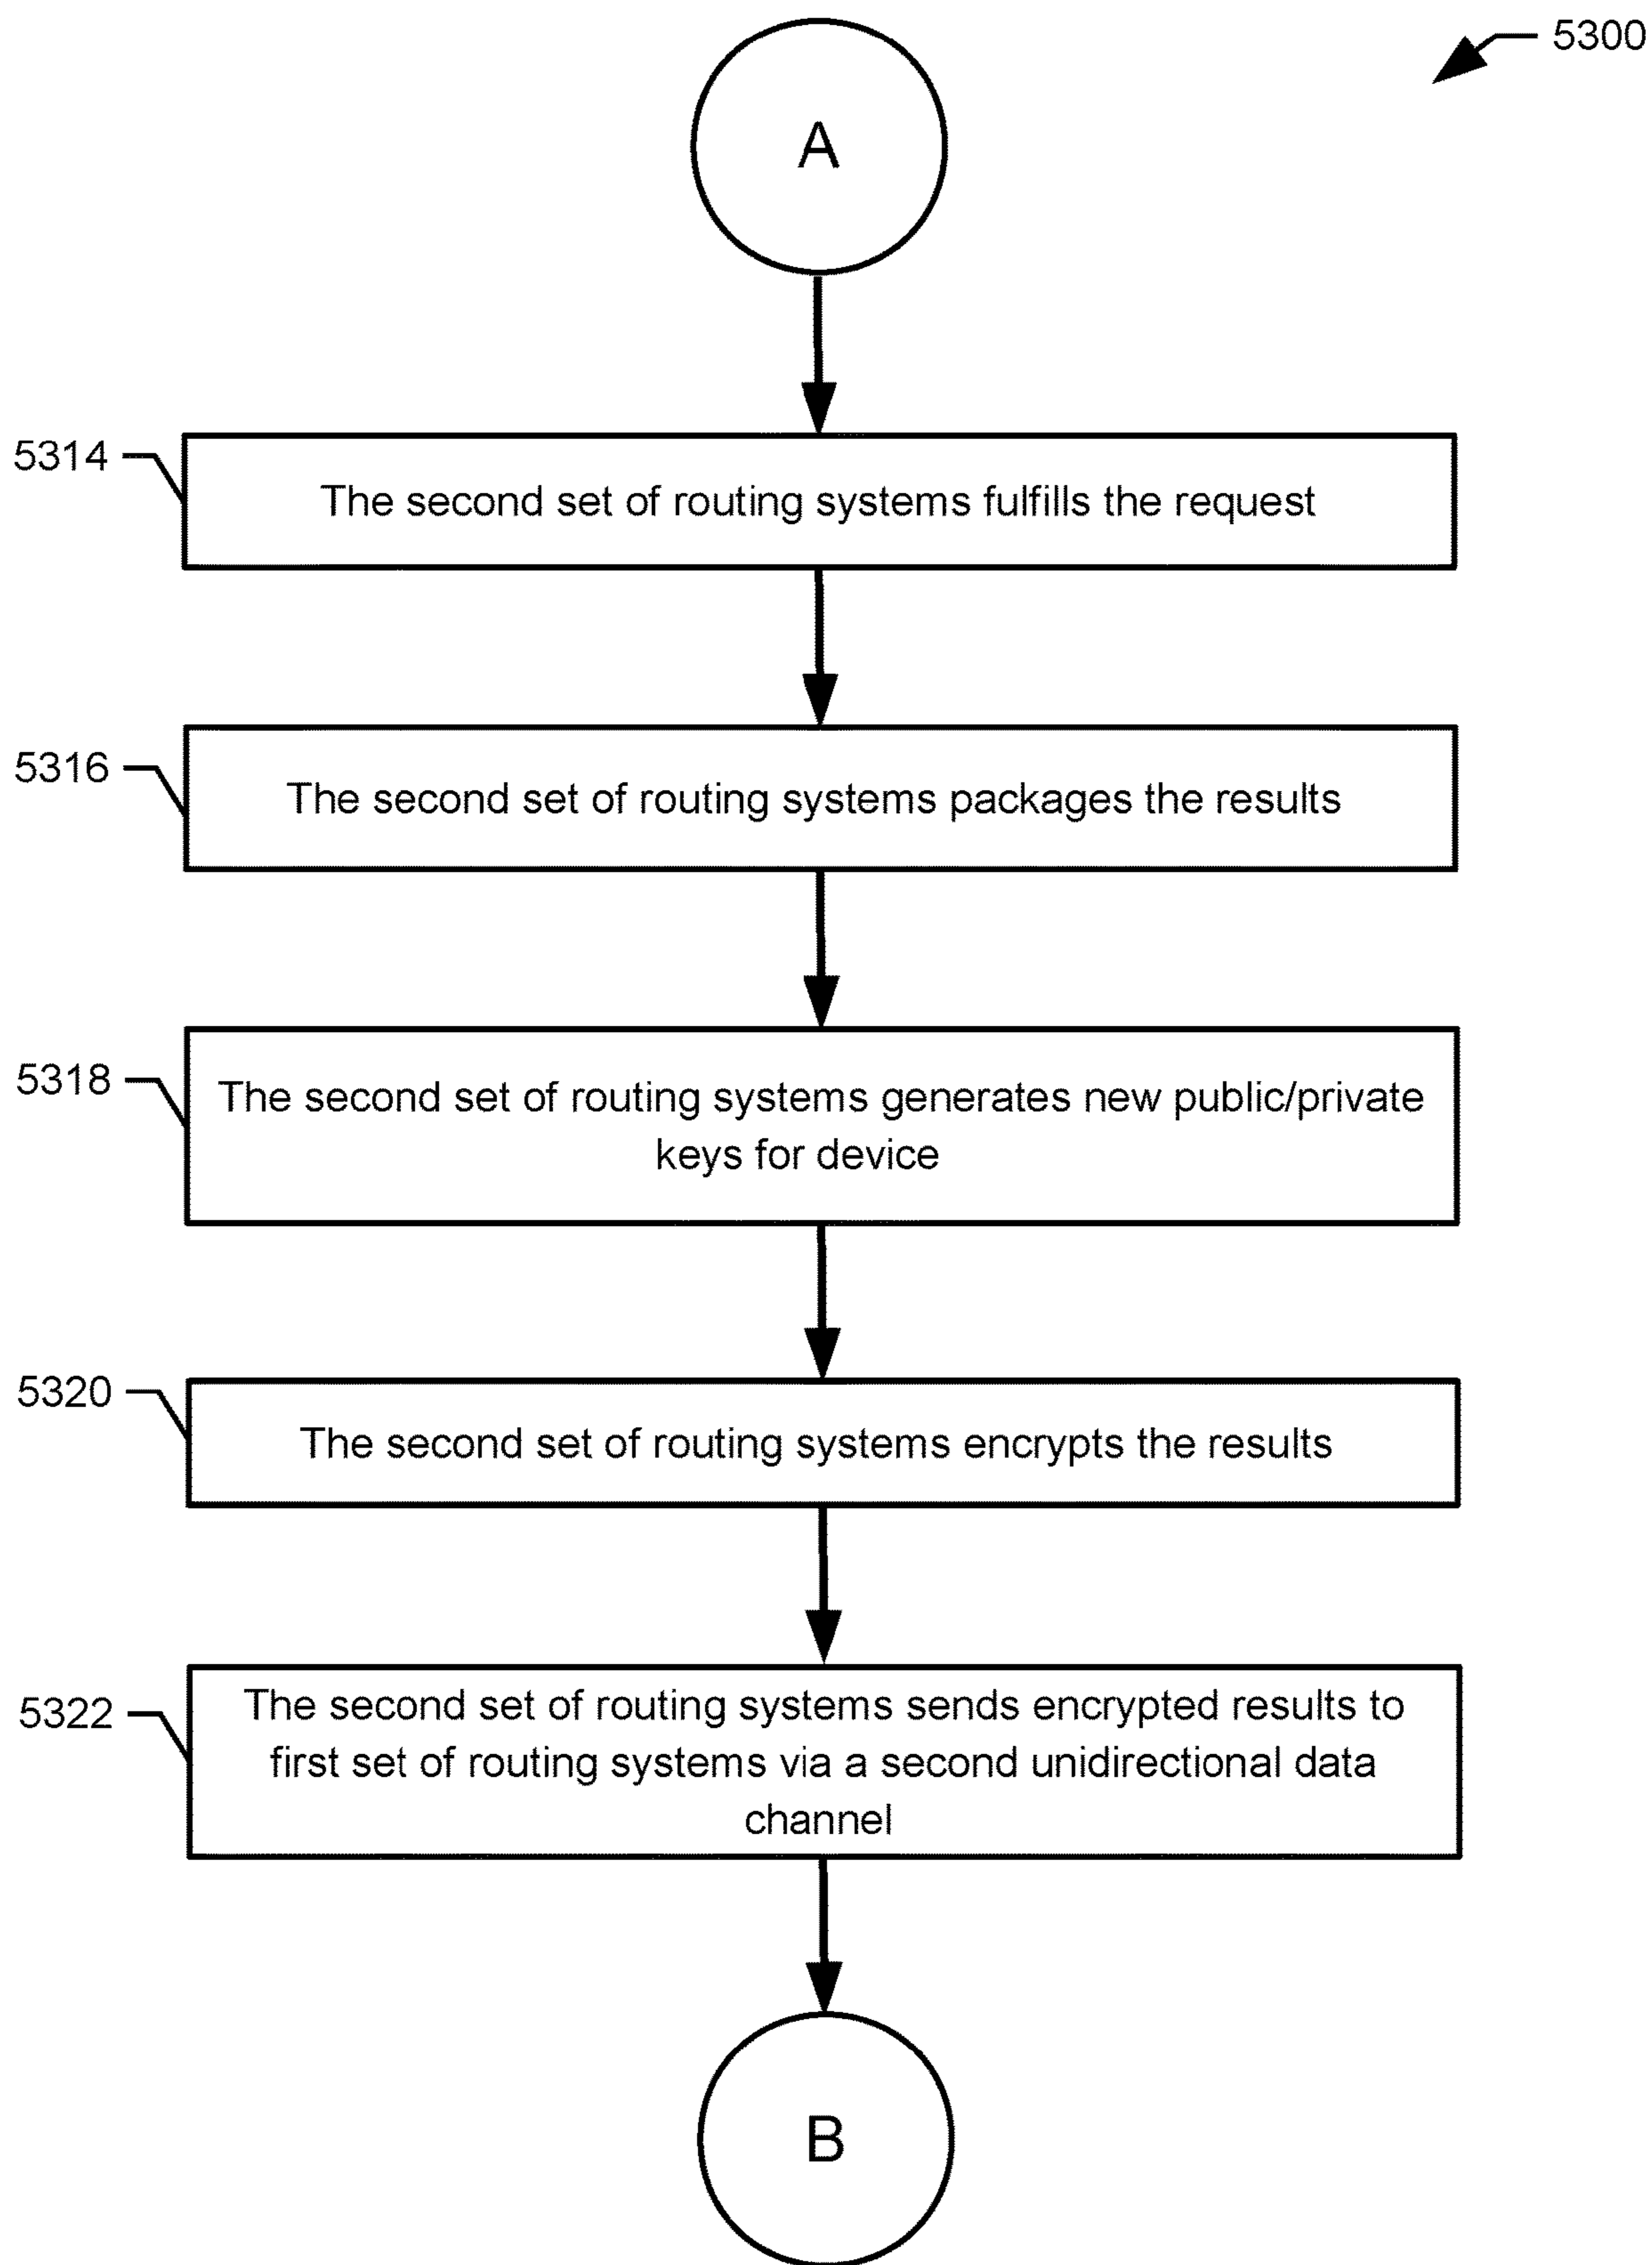 5300
A
5314
The second set of routing systems fulfills the request
5316
The second set of routing systems packages the results
5318
The second set of routing systems generates new public/private
keys for device
5320
The second set of routing systems encrypts the results
5322
The second set of routing systems sends encrypted results to
first set of routing systems via a second unidirectional data
channel
B